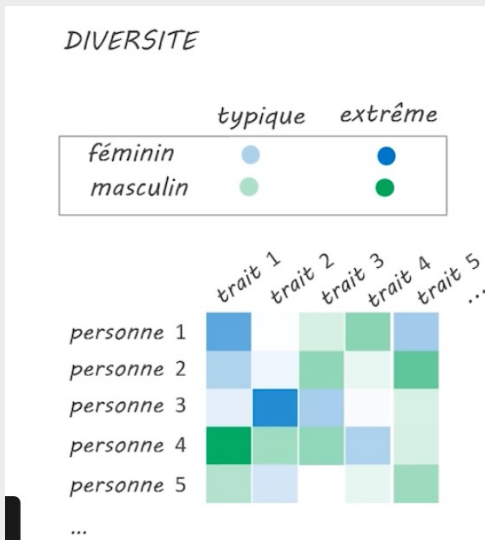 DIVERSITE
typique extrême
féminin
masculin
trait 1 trait 2 trait 3 trait 4 trait 5 ...
personne 1
personne 2
personne 3
personne 4
personne 5
...